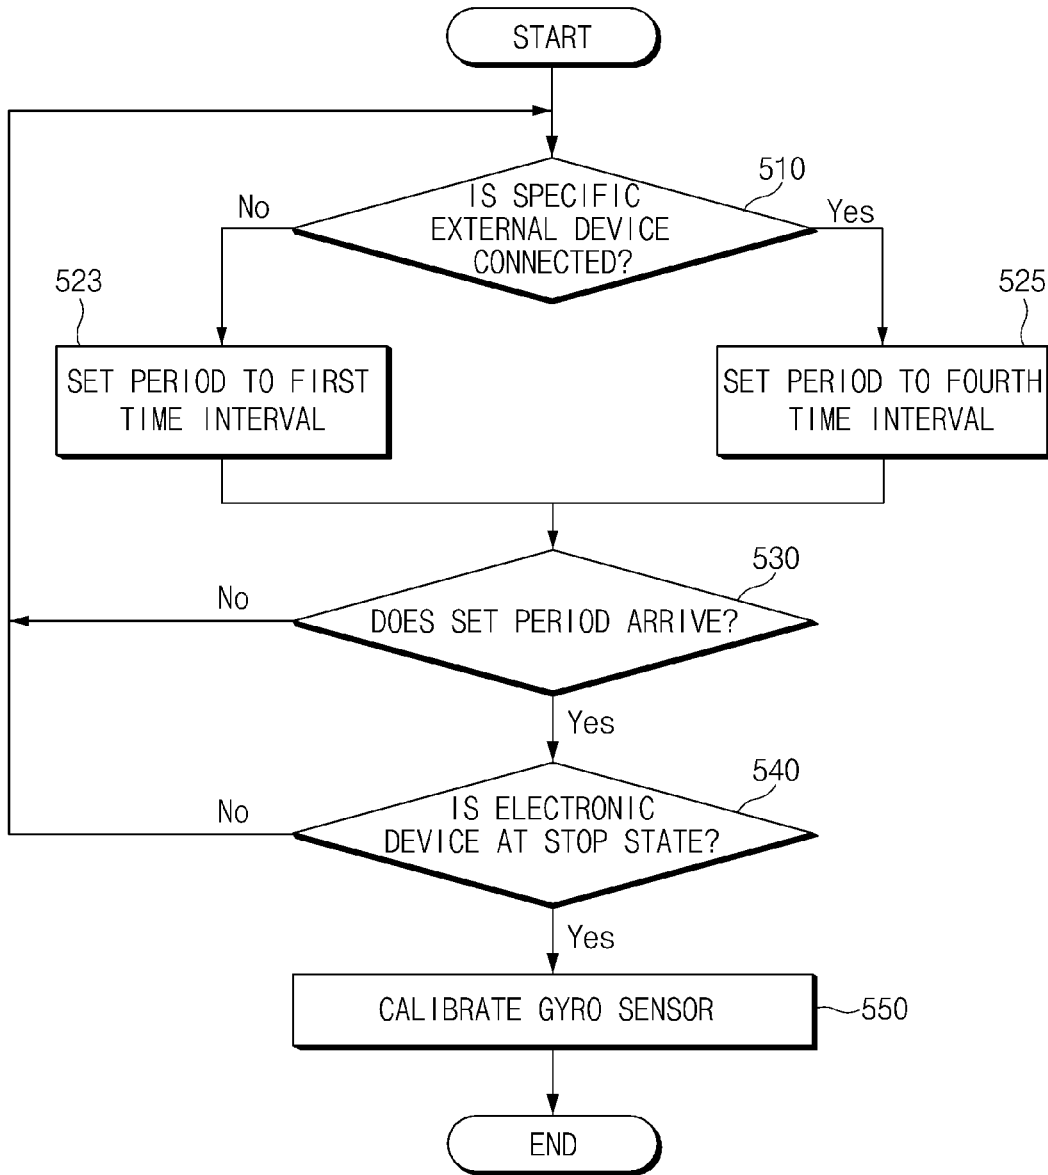 START
510
IS SPECIFIC
EXTERNAL DEVICE
CONNECTED?
No
Yes
523
525
SET PERIOD TO FIRST
TIME INTERVAL
SET PERIOD TO FOURTH
TIME INTERVAL
530
No
DOES SET PERIOD ARRIVE?
Yes
540
No
IS ELECTRONIC
DEVICE AT STOP STATE?
Yes
CALIBRATE GYRO SENSOR
550
END